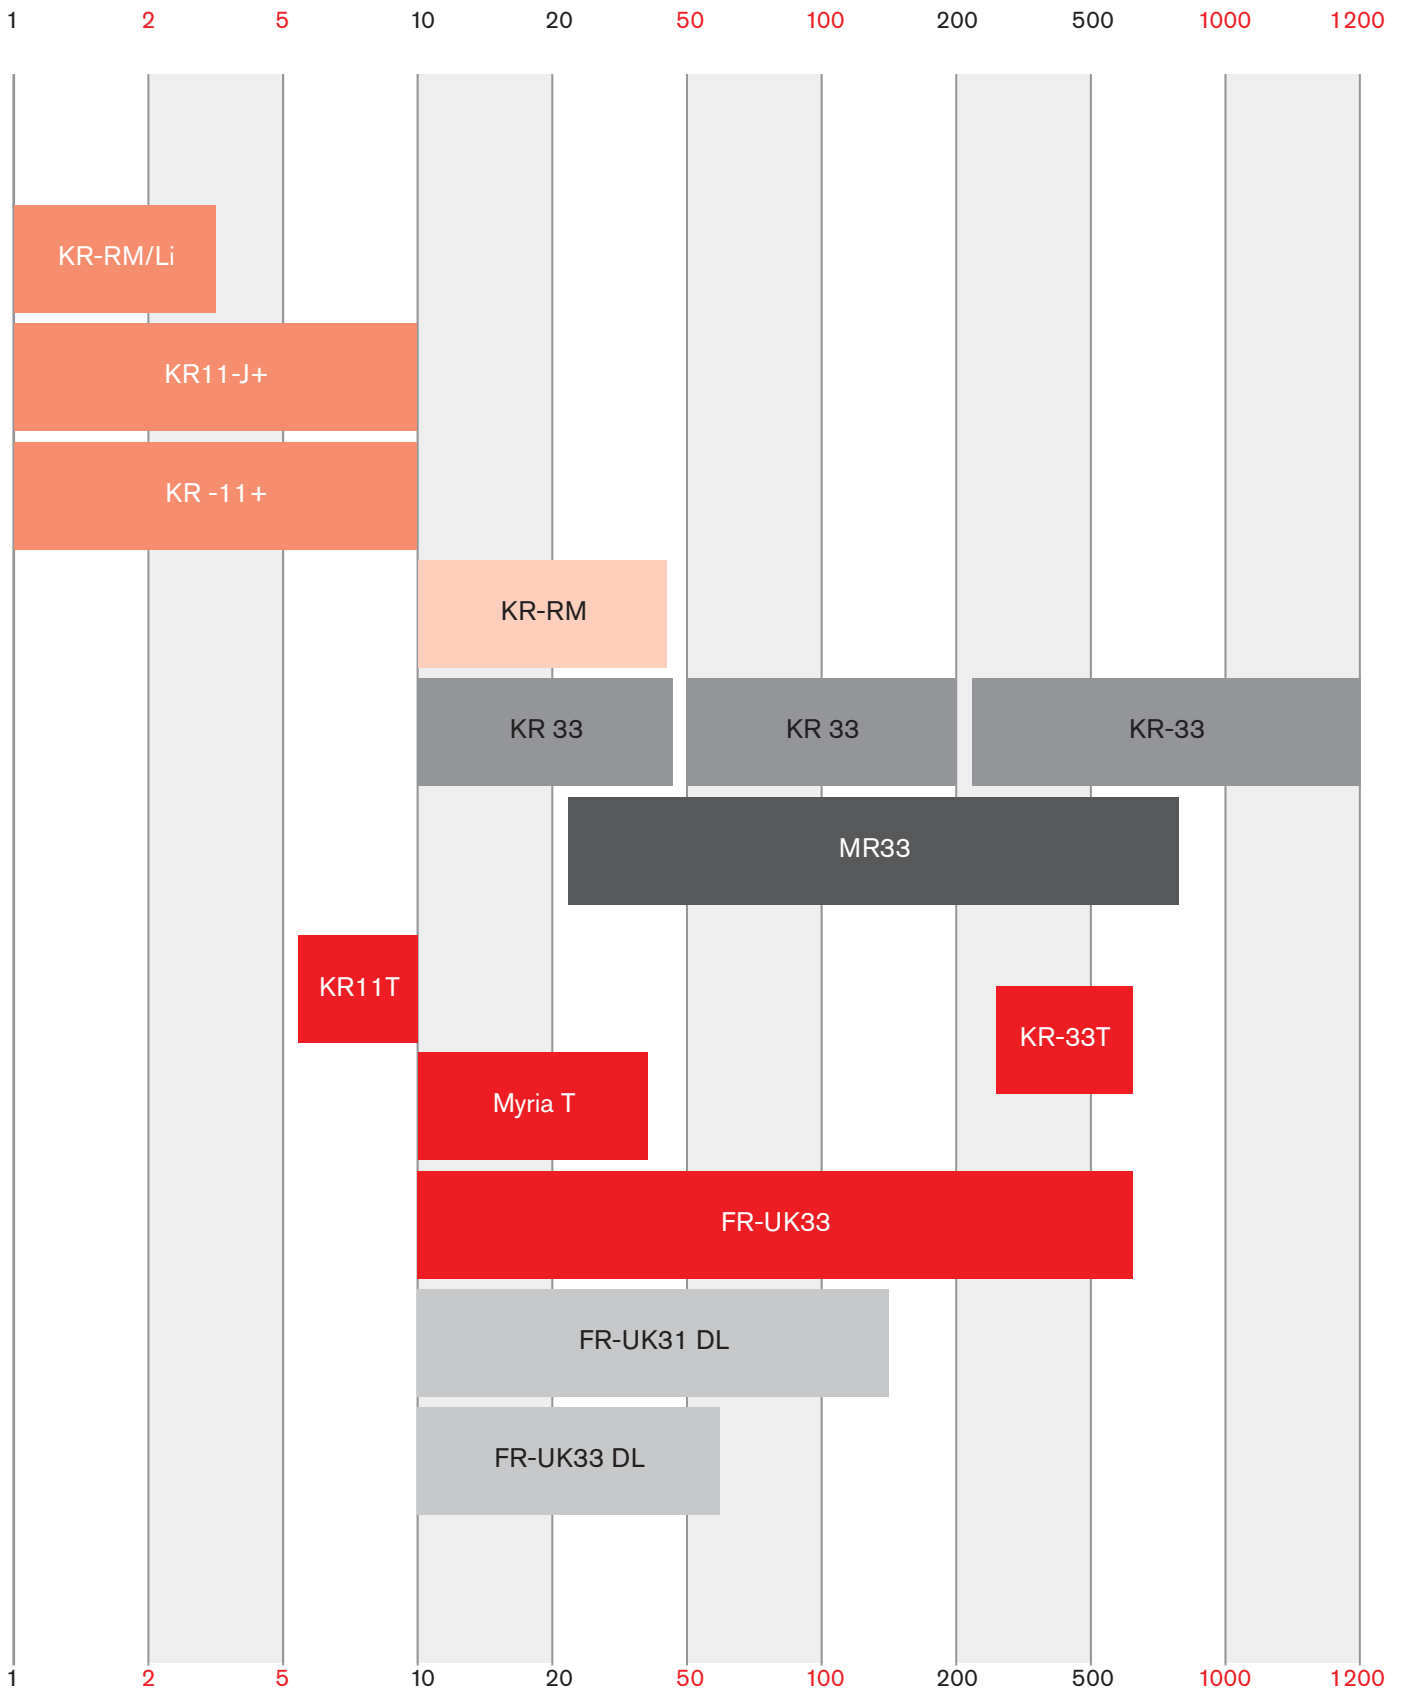 1 2 5 10 20 50 100 200 500 1000 1200
KR-RM/Li
KR11-J+
KR -11+
KR-RM
KR 33 KR 33 KR-33
MR33
KR11T
KR-33T
Myria T
FR-UK33
FR-UK31 DL
FR-UK33 DL
1 2 5 10 20 50 100 200 500 1000 1200